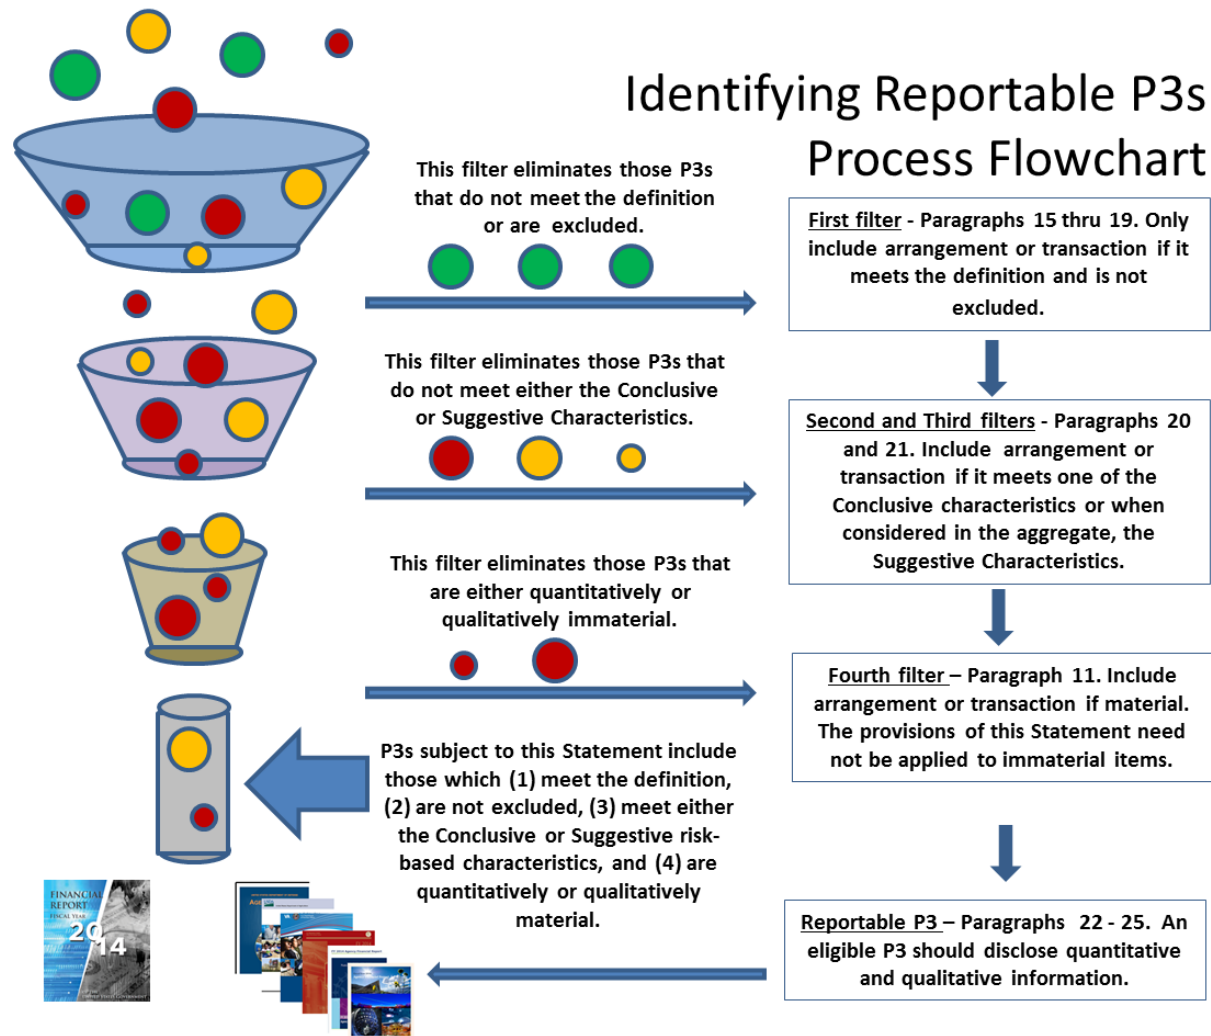 Identifying Reportable P3s
Process Flowchart
This filter eliminates those P3s
that do not meet the definition
or are excluded.
First filter - Paragraphs 15 thru 19. Only
include arrangement or transaction if it
meets the definition and is not
excluded.
This filter eliminates those P3s that
do not meet either the Conclusive
or Suggestive Characteristics.
Second and Third filters - Paragraphs 20
and 21. Include arrangement or
transaction if it meets one of the
Conclusive characteristics or when
considered in the aggregate, the
Suggestive Characteristics.
This filter eliminates those P3s that
are either quantitatively or
qualitatively immaterial.
Fourth filter – Paragraph 11. Include
arrangement or transaction if material.
The provisions of this Statement need
not be applied to immaterial items.
P3s subject to this Statement include
those which (1) meet the definition,
(2) are not excluded, (3) meet either
the Conclusive or Suggestive risk-
based characteristics, and (4) are
quantitatively or qualitatively
material.
Reportable P3 – Paragraphs 22 - 25. An
eligible P3 should disclose quantitative
and qualitative information.
FINANCIAL
REPORT
FISCAL YEAR
2014